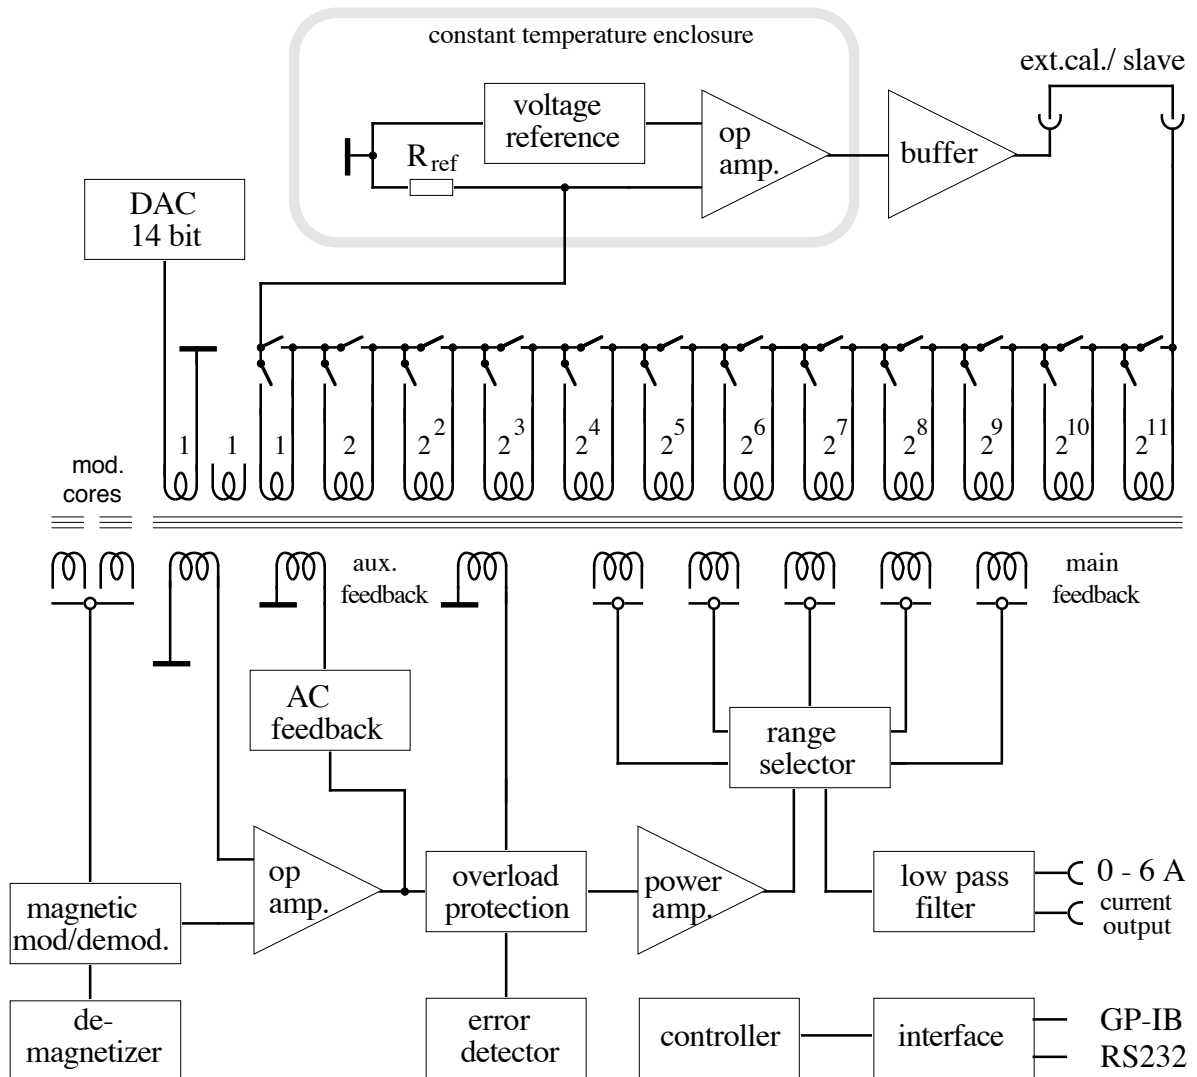 constant temperature enclosure
ext.cal./ slave
voltage
reference
op
amp.
buffer
R ref
DAC
14 bit
1 1 1 2 2^2 2^3 2^4 2^5 2^6 2^7 2^8 2^9 2^10 2^11
mod.
cores
aux.
feedback
main
feedback
AC
feedback
range
selector
op
amp.
overload
protection
power
amp.
low pass
filter
0 - 6 A
current
output
magnetic
mod/demod.
de-
magnetizer
error
detector
controller
interface
GP-IB
RS232